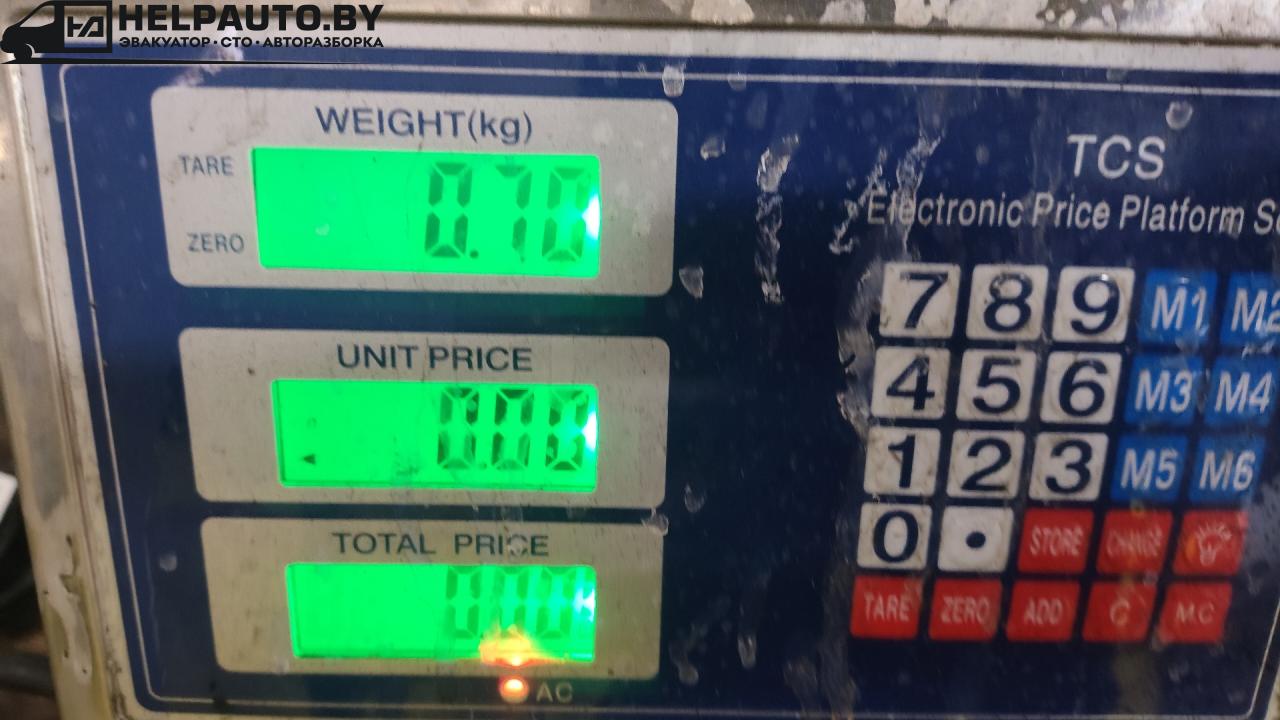 HELPAUTO.BY
ЭВАКУАТОР · СТО · АВТОРАЗБОРКА
WEIGHT(kg)
TARE
0.70
ZERO
UNIT PRICE
0.00
TOTAL PRICE
0.00
AC
TCS
Electronic Price Platform
7 8 9 M1 M2
4 5 6 M3 M4
1 2 3 M5 M6
0 • STORE CHANGE
TARE ZERO ADD C M.C